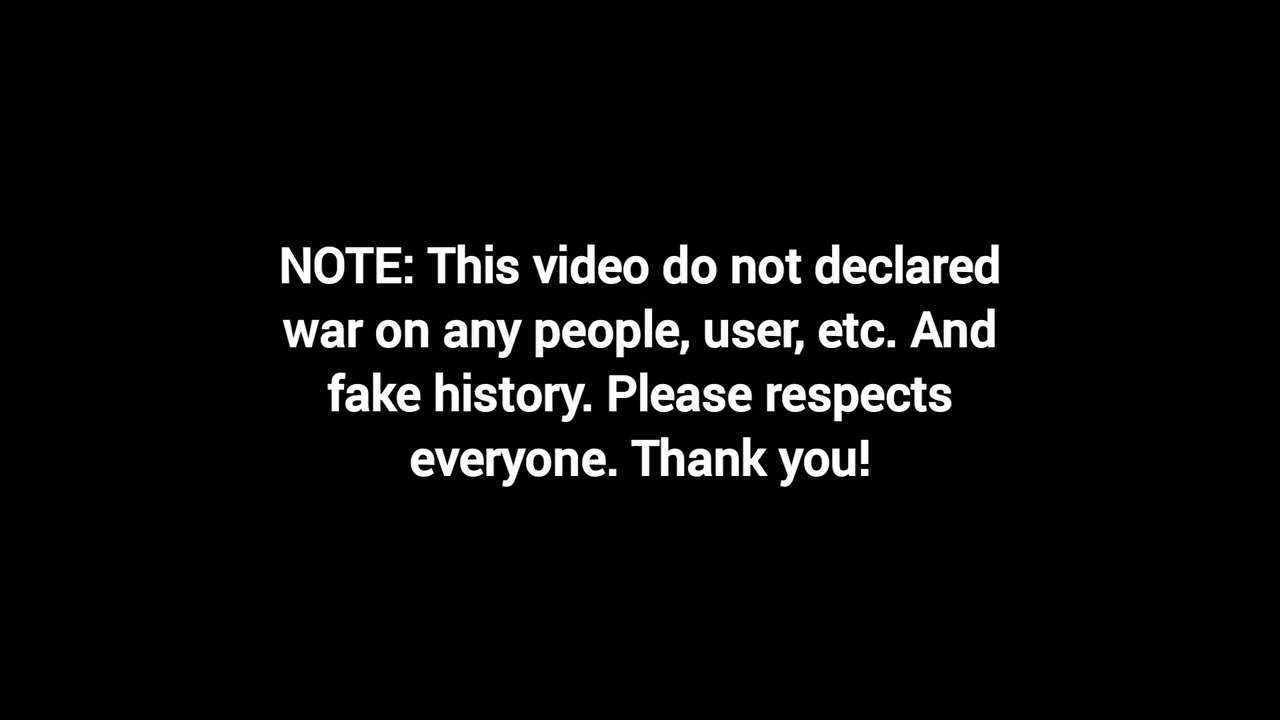 NOTE: This video do not declared
war on any people, user, etc. And
fake history. Please respects
everyone. Thank you!